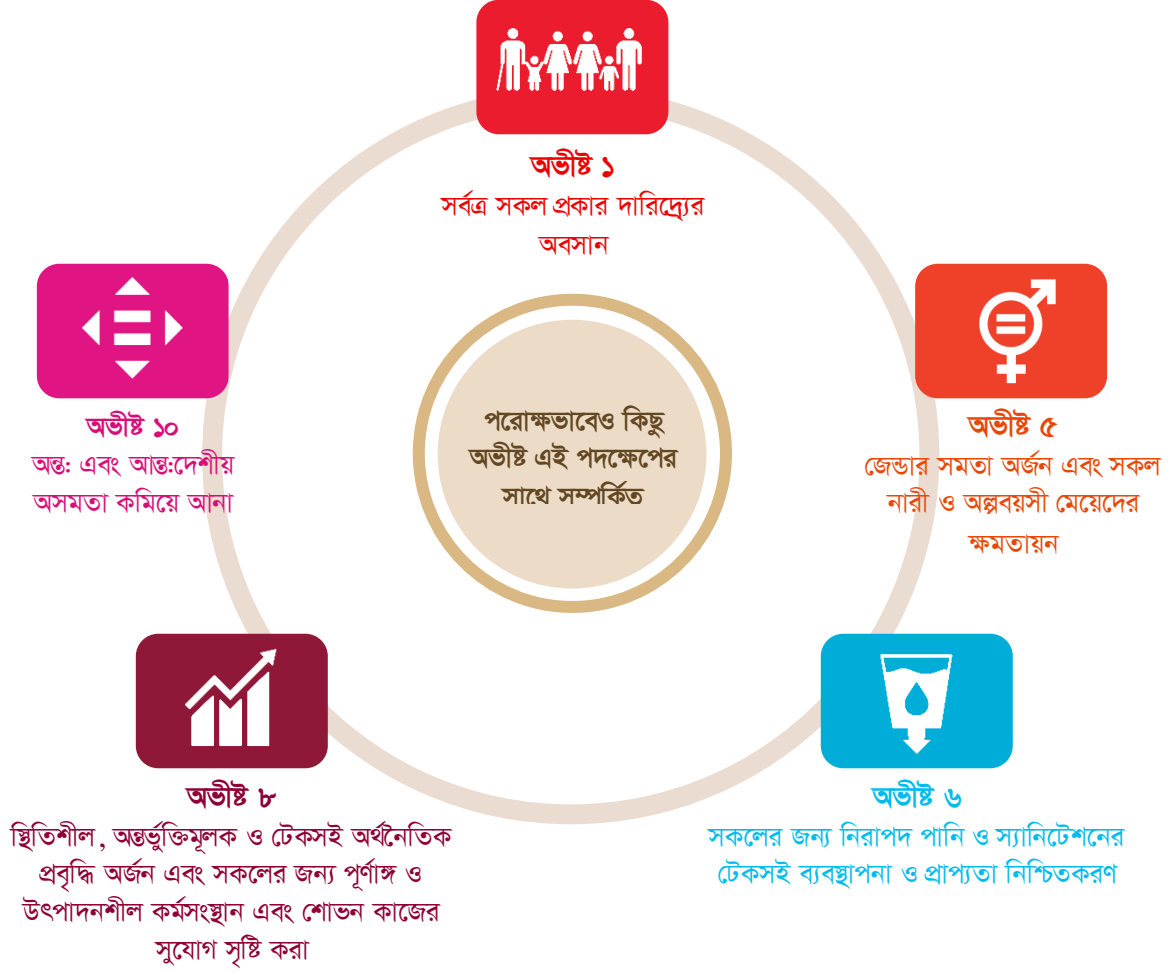 অভীষ্ট ১
সর্বত্র সকল প্রকার দারিদ্র্যের
অবসান
অভীষ্ট ১০
অন্ত: এবং আন্ত:দেশীয়
অসমতা কমিয়ে আনা
পরোক্ষভাবেও কিছু
অভীষ্ট এই পদক্ষেপের
সাথে সম্পর্কিত
অভীষ্ট ৫
জেন্ডার সমতা অর্জন এবং সকল
নারী ও অল্পবয়সী মেয়েদের
ক্ষমতায়ন
অভীষ্ট ৮
স্থিতিশীল, অন্তর্ভুক্তিমূলক ও টেকসই অর্থনৈতিক
প্রবৃদ্ধি অর্জন এবং সকলের জন্য পূর্ণাঙ্গ ও
উৎপাদনশীল কর্মসংস্থান এবং শোভন কাজের
সুযোগ সৃষ্টি করা
অভীষ্ট ৬
সকলের জন্য নিরাপদ পানি ও স্যানিটেশনের
টেকসই ব্যবস্থাপনা ও প্রাপ্যতা নিশ্চিতকরণ